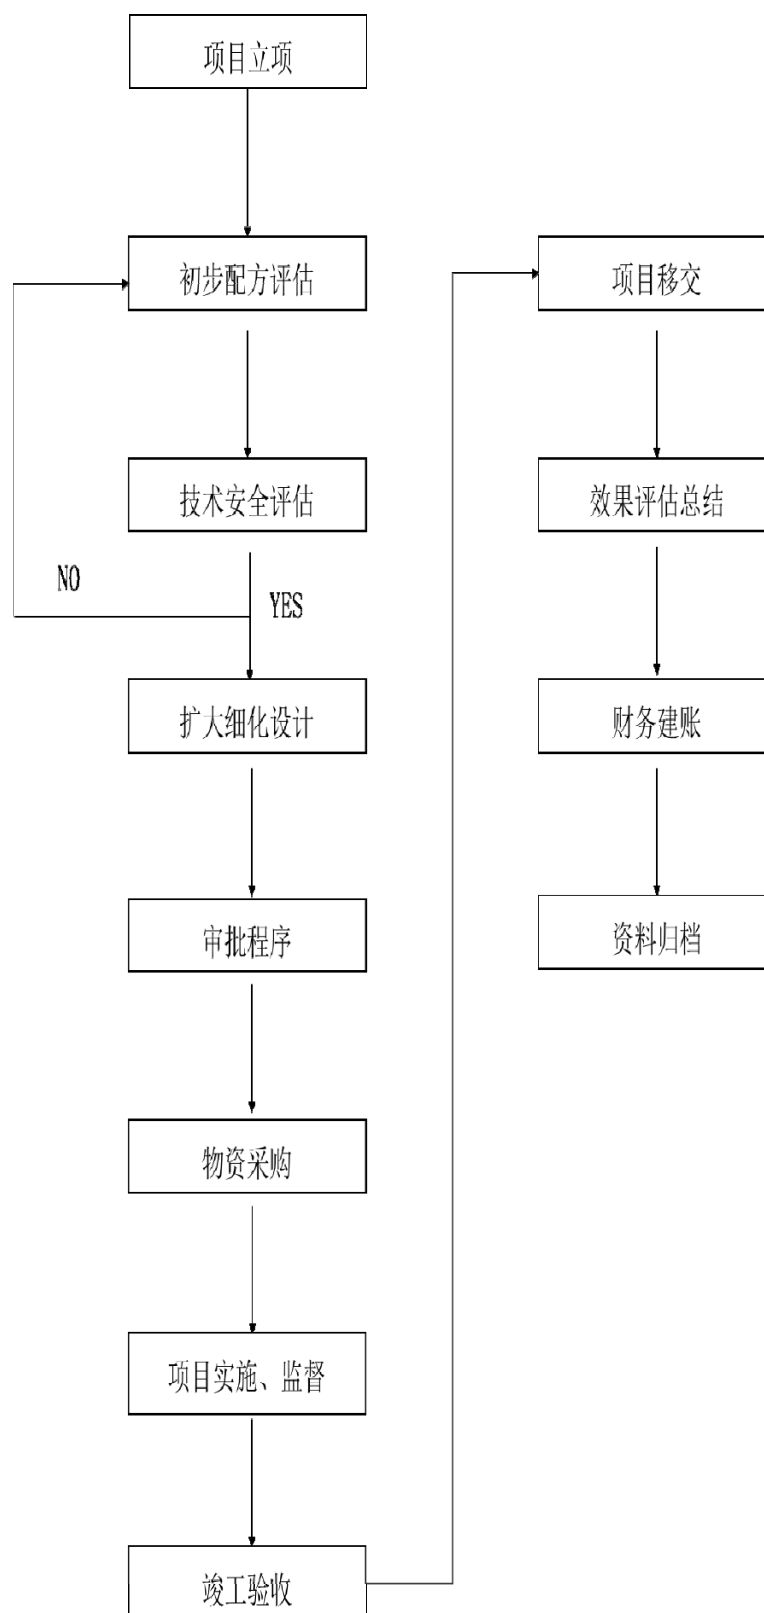 项目立项
初步配方评估
技术安全评估
NO
YES
扩大细化设计
审批程序
物资采购
项目实施、监督
竣工验收
项目移交
效果评估总结
财务建账
资料归档